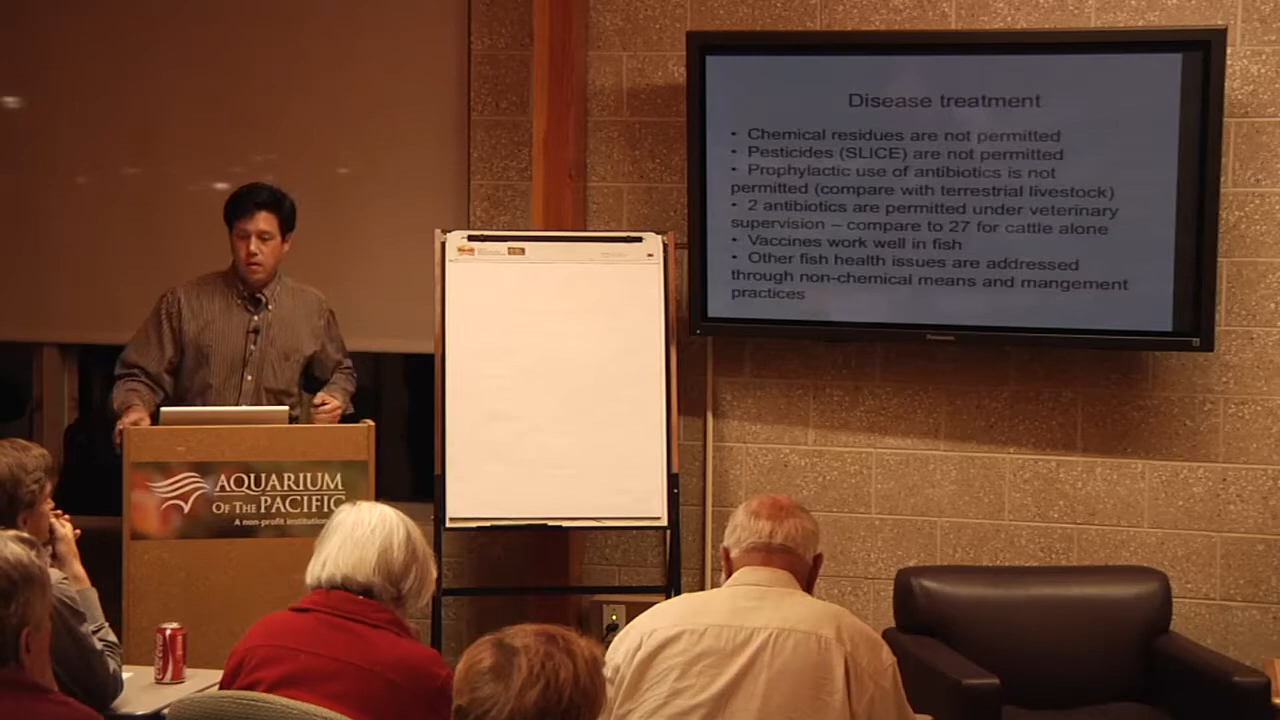 Disease treatment
• Chemical residues are not permitted
• Pesticides (SLICE) are not permitted
• Prophylactic use of antibiotics is not
permitted (compare with terrestrial livestock)
• 2 antibiotics are permitted under veterinary
supervision – compare to 27 for cattle alone
• Vaccines work well in fish
• Other fish health issues are addressed
through non-chemical means and mangement
practices
Panasonic
AQUARIUM
OF THE PACIFIC
A non-profit institution
Coca-Cola